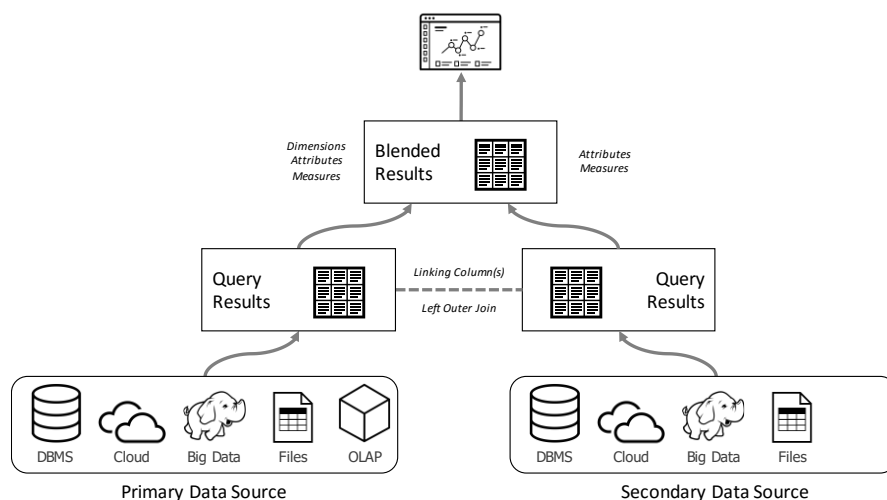 Dimensions
Attributes
Measures
Blended
Results
Attributes
Measures
Query
Results
Linking Column(s)
Left Outer Join
Query
Results
DBMS
Cloud
Big Data
Files
OLAP
DBMS
Cloud
Big Data
Files
Primary Data Source
Secondary Data Source